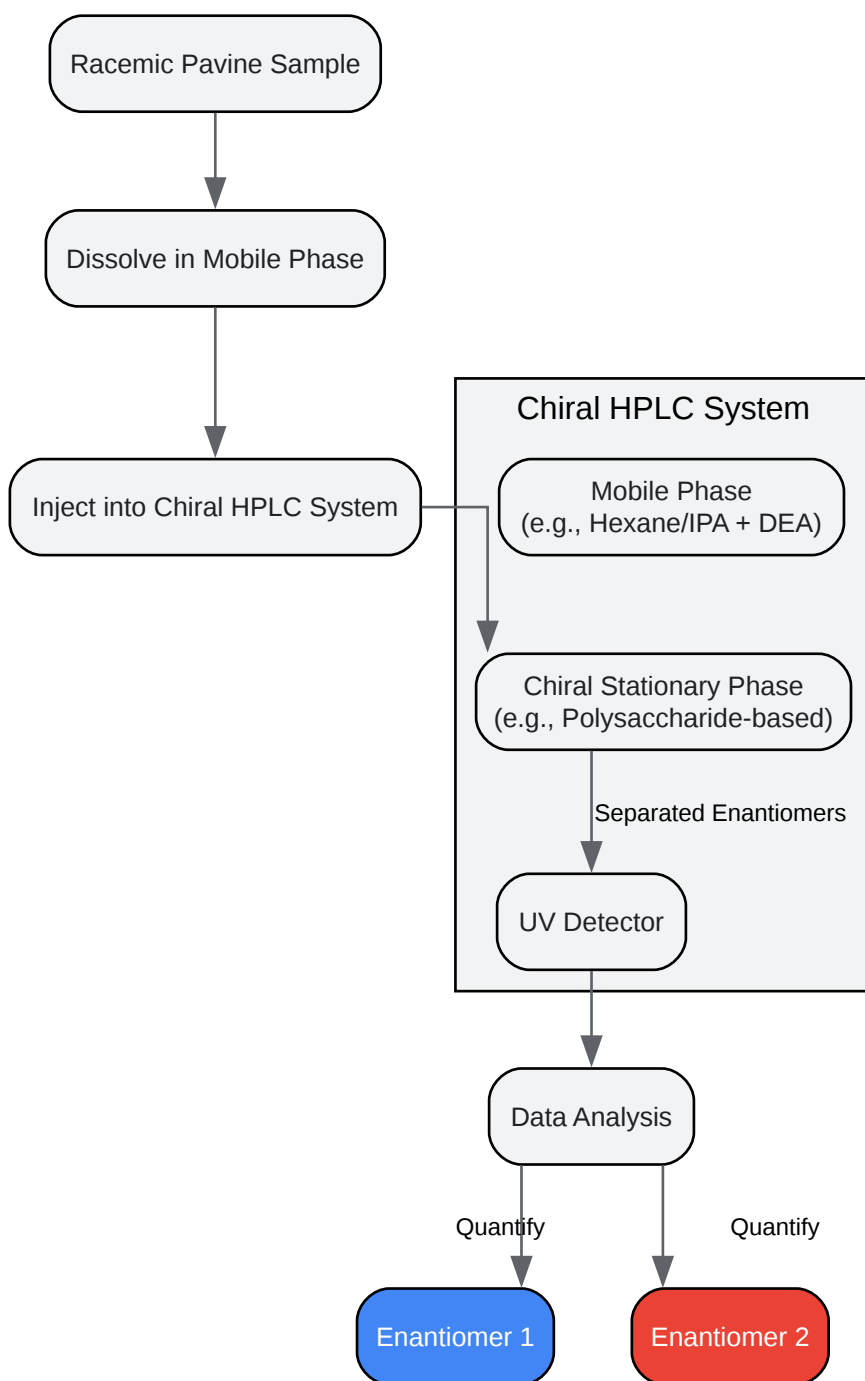 Racemic Pavine Sample
Dissolve in Mobile Phase
Chiral HPLC System
Inject into Chiral HPLC System
Mobile Phase
(e.g., Hexane/IPA + DEA)
Chiral Stationary Phase
(e.g., Polysaccharide-based)
Separated Enantiomers
UV Detector
Data Analysis
Quantify
Quantify
Enantiomer 1
Enantiomer 2